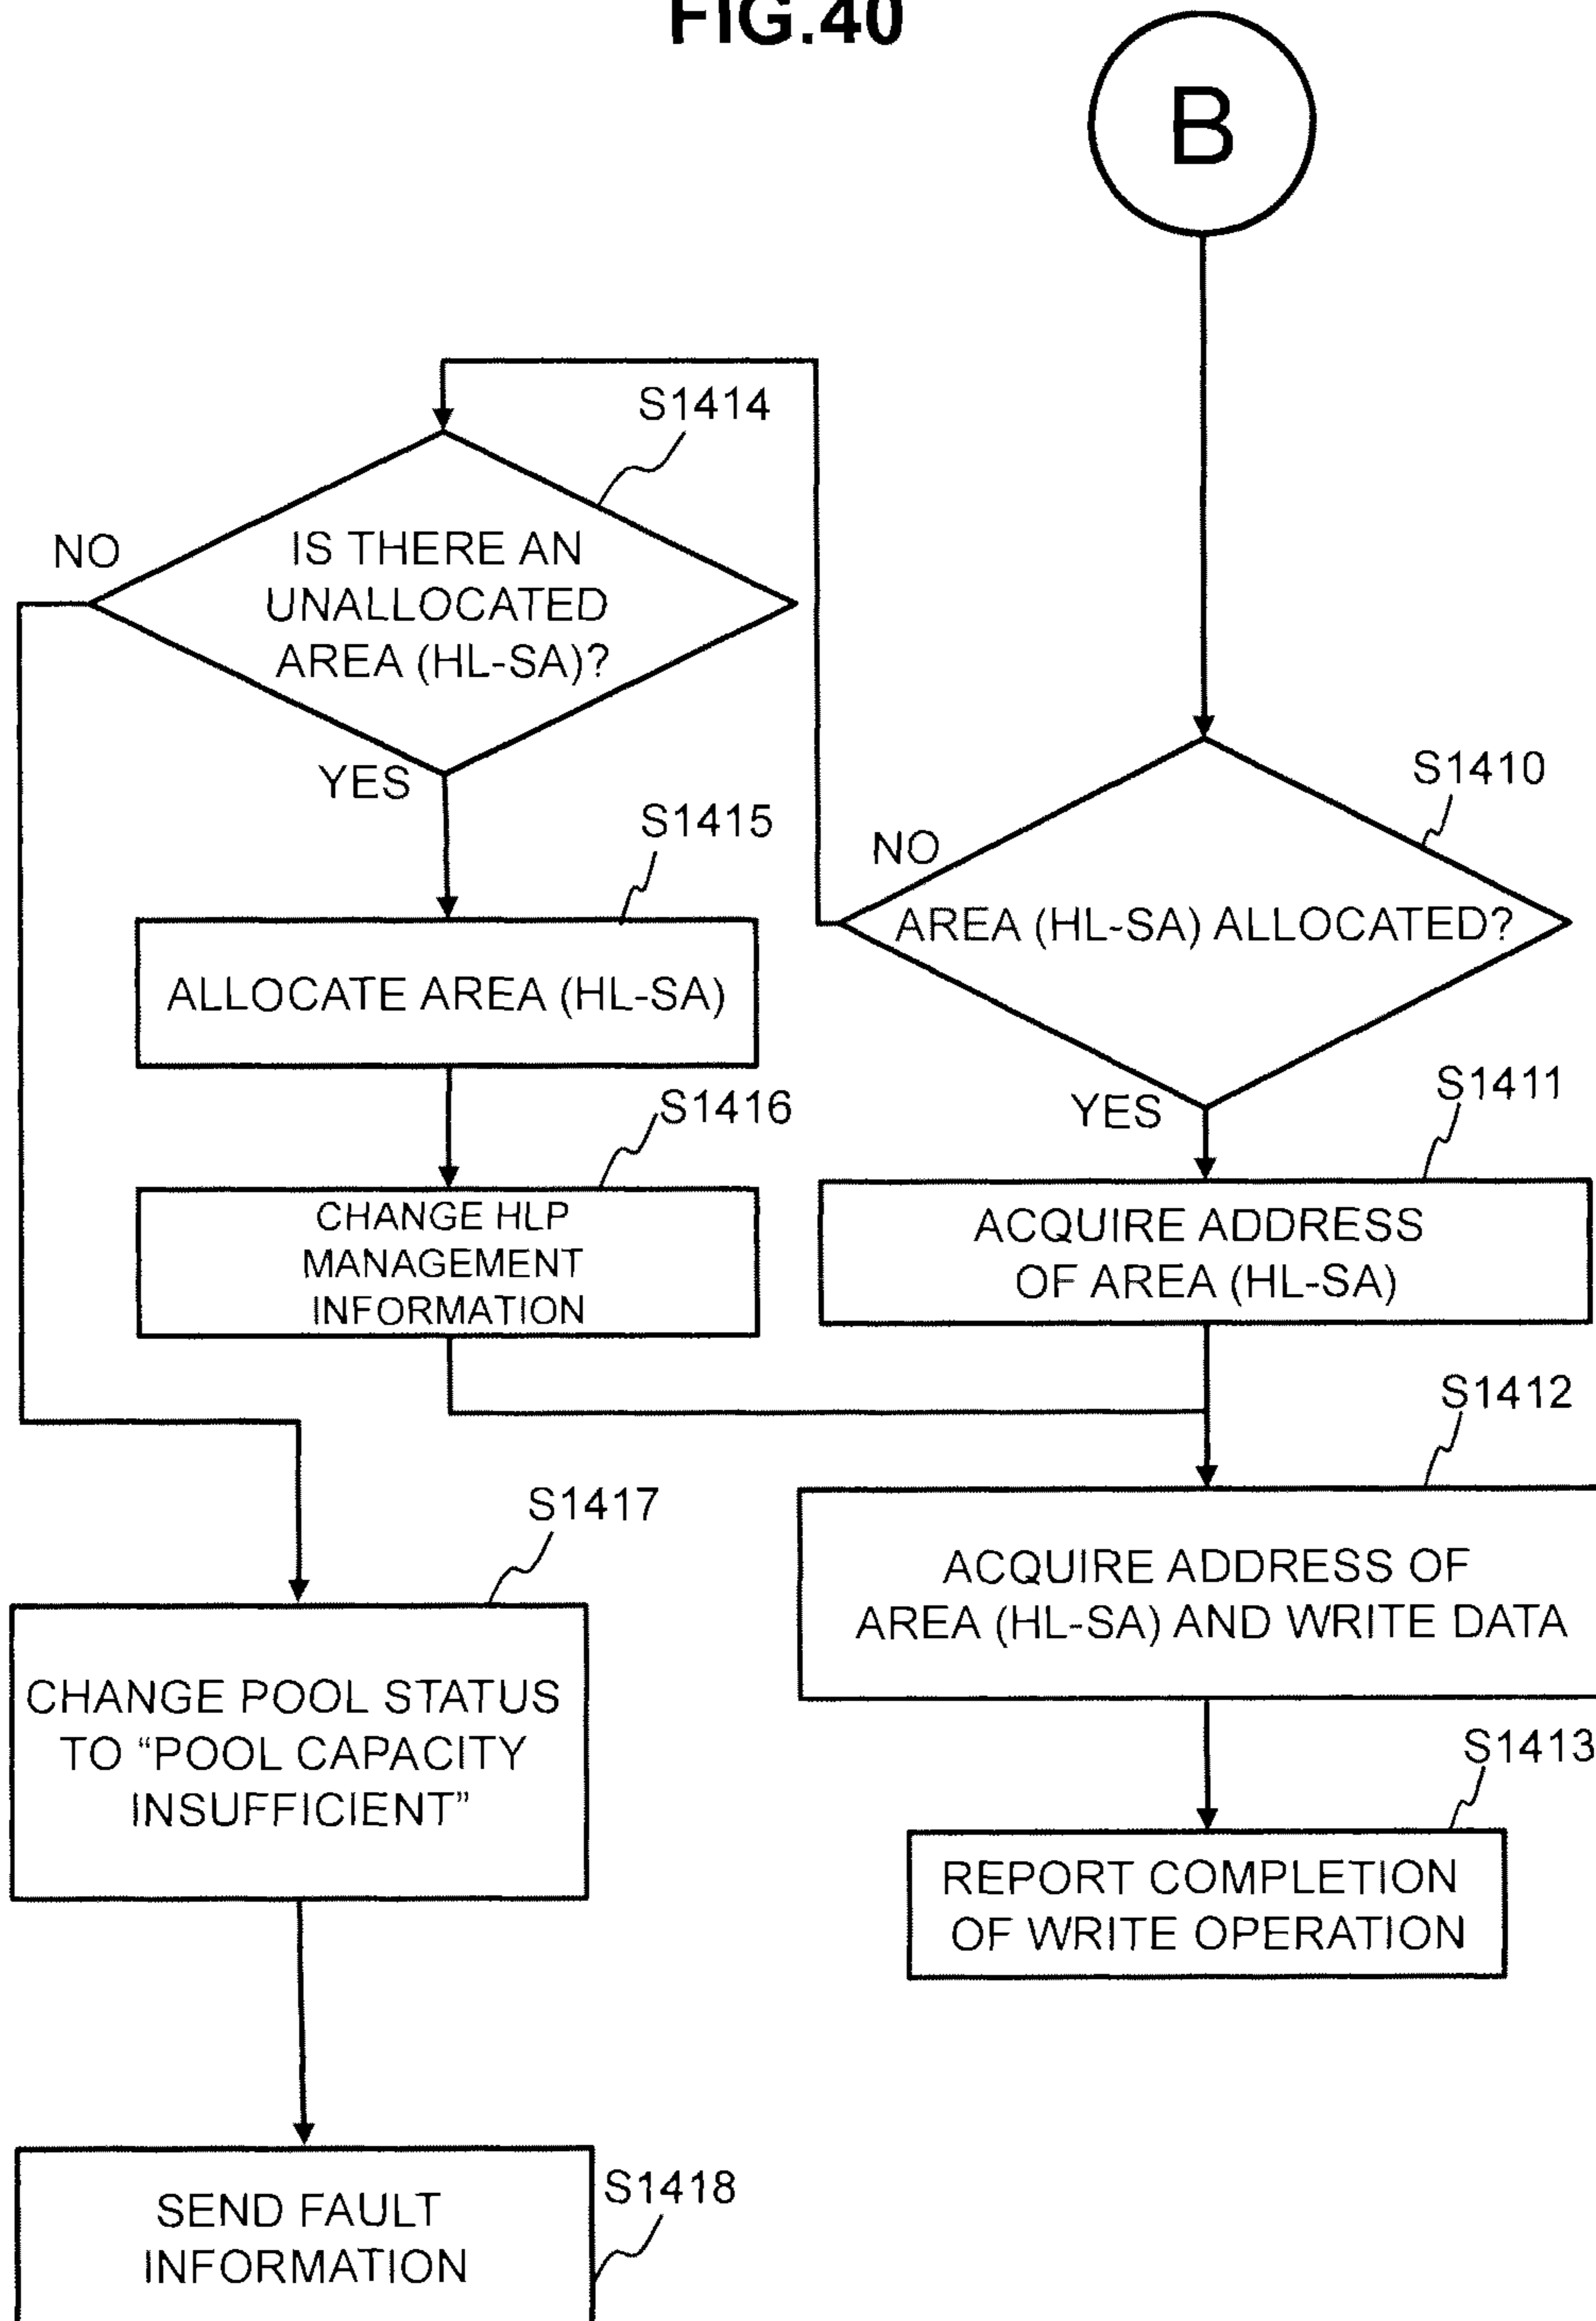 FIG.40
B
S1414
NO
IS THERE AN
UNALLOCATED
AREA (HL-SA)?
YES
S1410
NO
AREA (HL-SA) ALLOCATED?
YES
S1415
ALLOCATE AREA (HL-SA)
S1416
CHANGE HLP
MANAGEMENT
INFORMATION
S1411
ACQUIRE ADDRESS
OF AREA (HL-SA)
S1412
ACQUIRE ADDRESS OF
AREA (HL-SA) AND WRITE DATA
S1413
REPORT COMPLETION
OF WRITE OPERATION
S1417
CHANGE POOL STATUS
TO “POOL CAPACITY
INSUFFICIENT”
S1418
SEND FAULT
INFORMATION